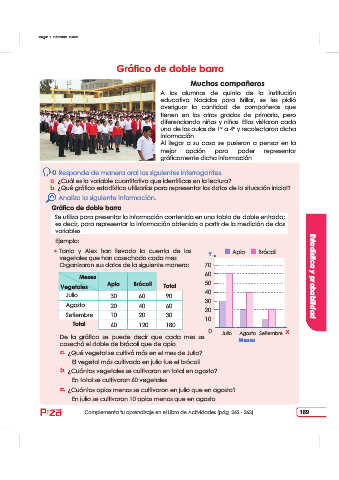 Gráfico de doble barra
Muchos compañeros
A los alumnos de quinto de la institución
educativa Nacidos para Brillar, se les pidió
averiguar la cantidad de compañeros que
tienen en los otros grados de primaria, pero
diferenciando niños y niñas. Ellos visitaron cada
una de las aulas de 1° a 4° y recolectaron dicha
información.
Al llegar a su casa se pusieron a pensar en la
mejor opción para poder representar
gráficamente dicha información.
Responde de manera oral las siguientes interrogantes.
a. ¿Cuál es la variable cuantitativa que identificas en la lectura?
b. ¿Qué gráfico estadístico utilizarías para representar los datos de la situación inicial?
Analiza la siguiente información.
Gráfico de doble barra
Se utiliza para presentar la información contenida en una tabla de doble entrada;
es decir, para representar la información obtenida a partir de la medición de dos
variables.
Ejemplo:
• Tania y Alex han llevado la cuenta de los
vegetales que han cosechado cada mes.
Organizaron sus datos de la siguiente manera:
Meses
Vegetales Apio Brócoli Total
Julio 30 60 90
Agosto 20 40 60
Setiembre 10 20 30
Total 60 120 180
Y
Apio Brócoli
70
60
50
40
30
20
10
0
Julio Agosto Setiembre X
Meses
De la gráfica se puede decir que cada mes se
cosechó el doble de brócoli que de apio.
a. ¿Qué vegetal se cultivó más en el mes de Julio?
El vegetal más cultivado en julio fue el brócoli.
b. ¿Cuántos vegetales se cultivaron en total en agosto?
En total se cultivaron 60 vegetales.
c. ¿Cuántos apios menos se cultivaron en julio que en agosto?
En julio se cultivaron 10 apios menos que en agosto.
Estadística y probabilidad
Complementa tu aprendizaje en el Libro de Actividades (pág. 262 - 263)
189